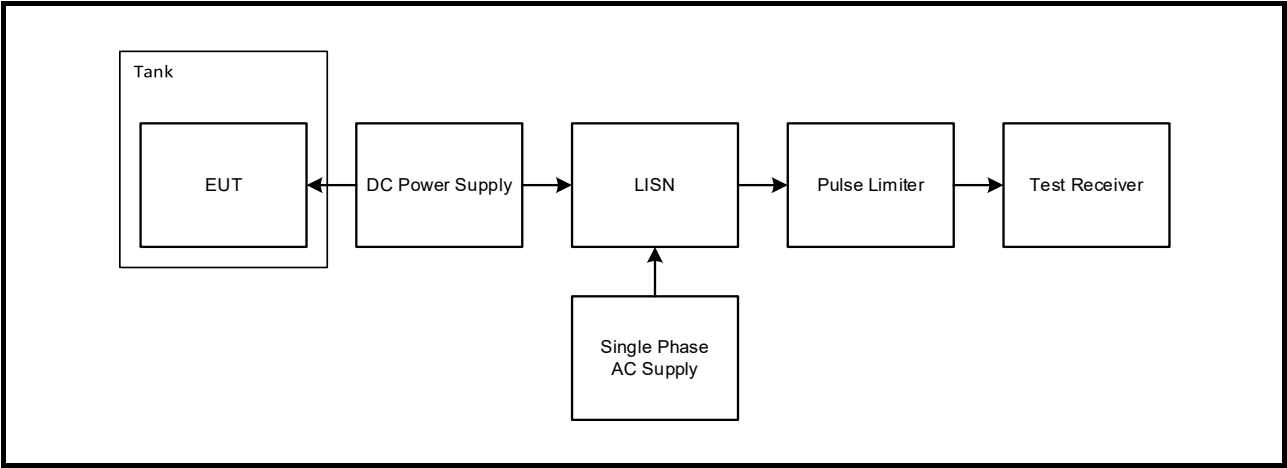 Tank
EUT
DC Power Supply
LISN
Pulse Limiter
Test Receiver
Single Phase
AC Supply